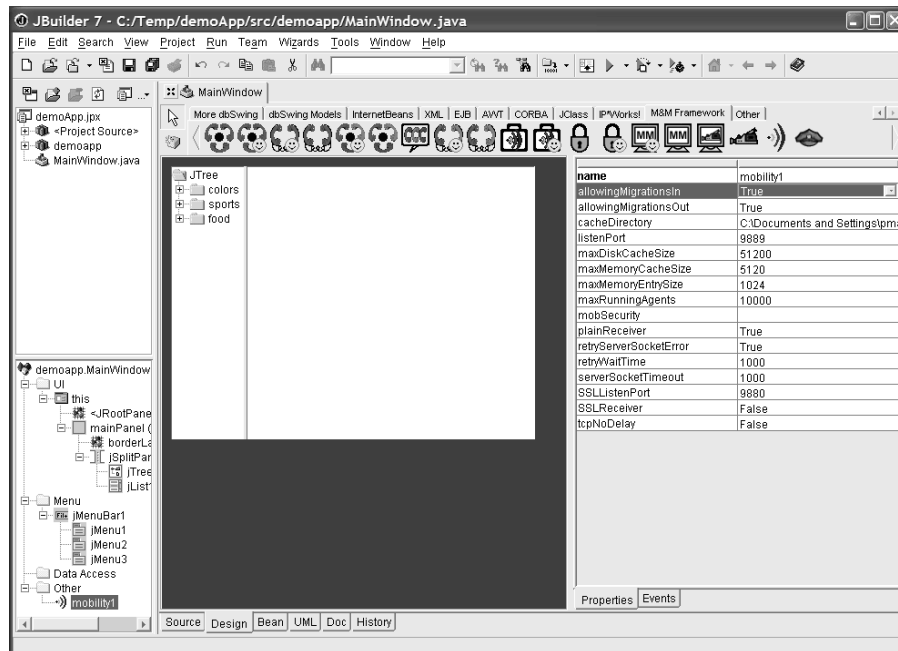 JBuilder 7 - C:/Temp/demoApp/src/demoapp/MainWindow.java
File Edit Search View Project Run Team Wizards Tools Window Help
MainWindow
More dbSwing dbSwing Models InternetBeans XML EJB AWT CORBA JClass IP*Works! M&M Framework Other
MM MM
demoApp.jpx
<Project Source>
demoapp
MainWindow.java
JTree
colors
sports
food
name mobility1
allowingMigrationsIn True
allowingMigrationsOut True
cacheDirectory C:\Documents and Settings\pma
listenPort 9889
maxDiskCacheSize 51200
maxMemoryCacheSize 5120
maxMemoryEntrySize 1024
maxRunningAgents 10000
mobSecurity
plainReceiver True
retryServerSocketError True
retryWaitTime 1000
serverSocketTimeout 1000
SSLListenPort 9880
SSLReceiver False
tcpNoDelay False
demoapp.MainWindow
UI
this
<JRootPane
mainPanel (
borderLa
jSplitPar
jTree
jList1
Menu
jMenuBar1
jMenu1
jMenu2
jMenu3
Data Access
Other
mobility1
Properties Events
Source Design Bean UML Doc History